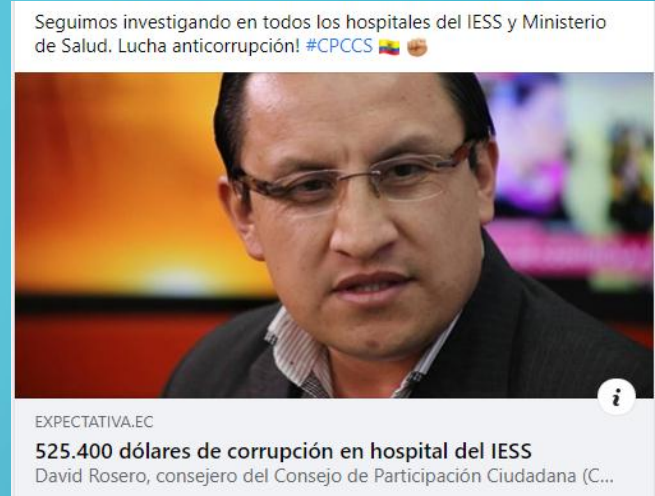 Seguimos investigando en todos los hospitales del IESS y Ministerio
de Salud. Lucha anticorrupción! #CPCCS 🇪🇨 ✊🏽
i
EXPECTATIVA.EC
525.400 dólares de corrupción en hospital del IESS
David Rosero, consejero del Consejo de Participación Ciudadana (C...